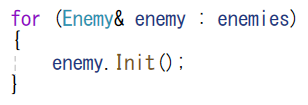 for (Enemy& enemy : enemies)
{
    enemy.Init();
}